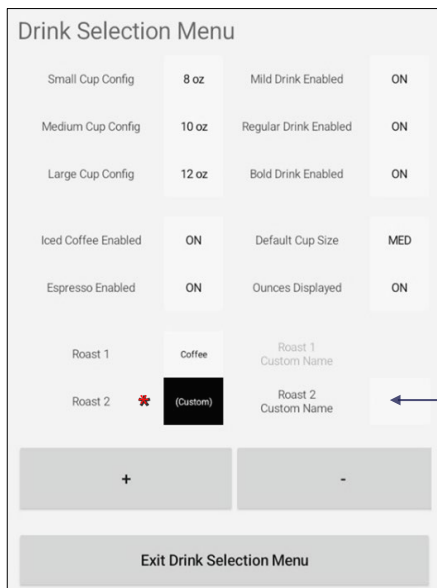 Drink Selection Menu
Small Cup Config 8 oz Mild Drink Enabled ON
Medium Cup Config 10 oz Regular Drink Enabled ON
Large Cup Config 12 oz Bold Drink Enabled ON
Iced Coffee Enabled ON Default Cup Size MED
Espresso Enabled ON Ounces Displayed ON
Roast 1 Coffee Roast 1
Custom Name
Roast 2 * (Custom) Roast 2
Custom Name
+ -
Exit Drink Selection Menu